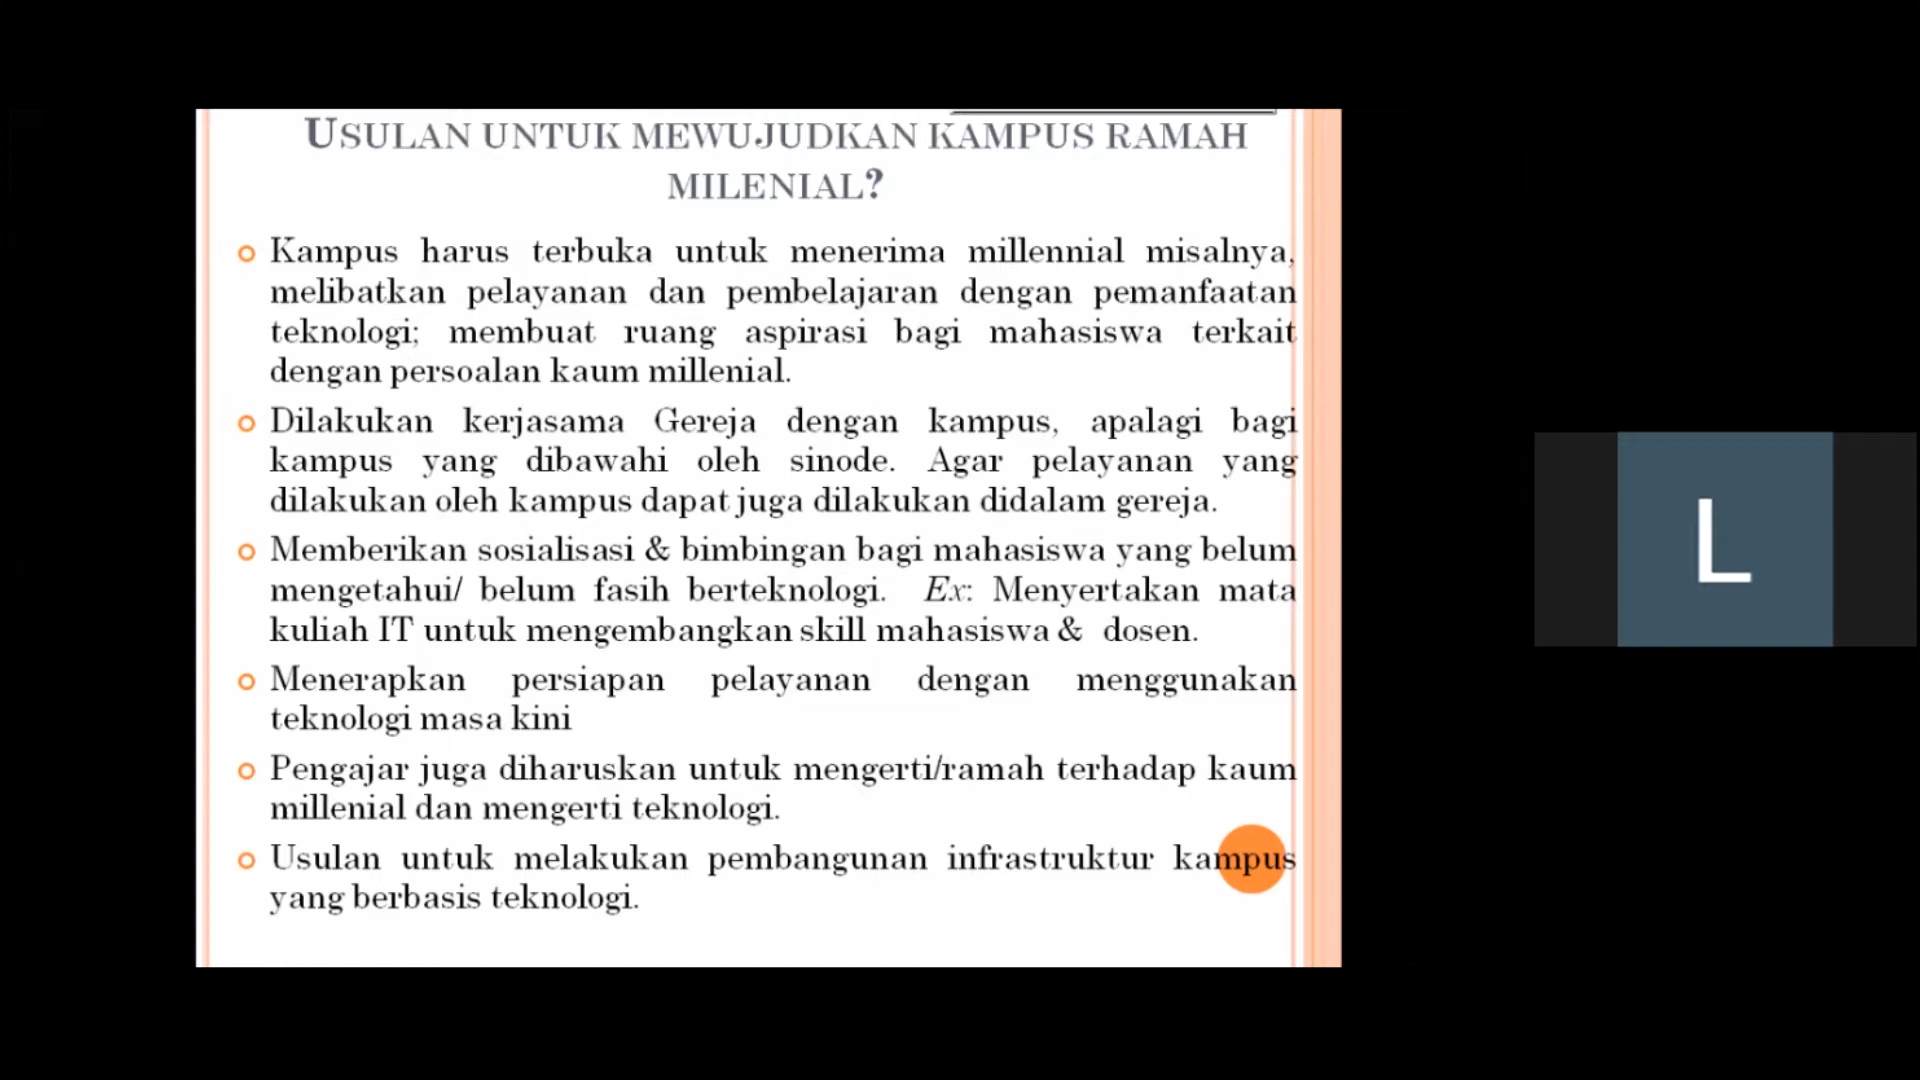 USULAN UNTUK MEWUJUDKAN KAMPUS RAMAH
MILENIAL?
Kampus harus terbuka untuk menerima millennial misalnya,
melibatkan pelayanan dan pembelajaran dengan pemanfaatan
teknologi; membuat ruang aspirasi bagi mahasiswa terkait
dengan persoalan kaum millenial.
Dilakukan kerjasama Gereja dengan kampus, apalagi bagi
kampus yang dibawahi oleh sinode. Agar pelayanan yang
dilakukan oleh kampus dapat juga dilakukan didalam gereja.
Memberikan sosialisasi & bimbingan bagi mahasiswa yang belum
mengetahui/ belum fasih berteknologi. Ex: Menyertakan mata
kuliah IT untuk mengembangkan skill mahasiswa & dosen.
Menerapkan persiapan pelayanan dengan menggunakan
teknologi masa kini
Pengajar juga diharuskan untuk mengerti/ramah terhadap kaum
millenial dan mengerti teknologi.
Usulan untuk melakukan pembangunan infrastruktur kampus
yang berbasis teknologi.
L